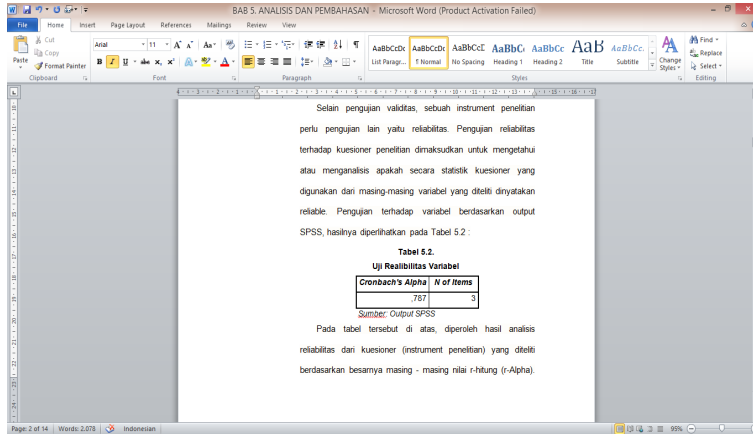 BAB 5. ANALISIS DAN PEMBAHASAN - Microsoft Word (Product Activation Failed)
File Home Insert Page Layout References Mailings Review View
Paste
Cut
Copy
Format Painter
Clipboard
Arial 11
Font
Paragraph
AaBbCcDc AaBbCcDc AaBbCcD AaBbC AaBbCc AaB AaBbCc.
List Paragr... ¶ Normal No Spacing Heading 1 Heading 2 Title Subtitle
Change Styles
Styles
Find
Replace
Select
Editing
Selain pengujian validitas, sebuah instrument penelitian
perlu pengujian lain yaitu reliabilitas. Pengujian reliabilitas
terhadap kuesioner penelitian dimaksudkan untuk mengetahui
atau menganalisis apakah secara statistik kuesioner yang
digunakan dari masing-masing variabel yang diteliti dinyatakan
reliable. Pengujian terhadap variabel berdasarkan output
SPSS, hasilnya diperlihatkan pada Tabel 5.2 :
Tabel 5.2.
Uji Realibilitas Variabel
Cronbach's Alpha N of Items
,787 3
Sumber: Output SPSS
Pada tabel tersebut di atas, diperoleh hasil analisis
reliabilitas dari kuesioner (instrument penelitian) yang diteliti
berdasarkan besarnya masing - masing nilai r-hitung (r-Alpha).
Page: 2 of 14 Words: 2.078 Indonesian 95%